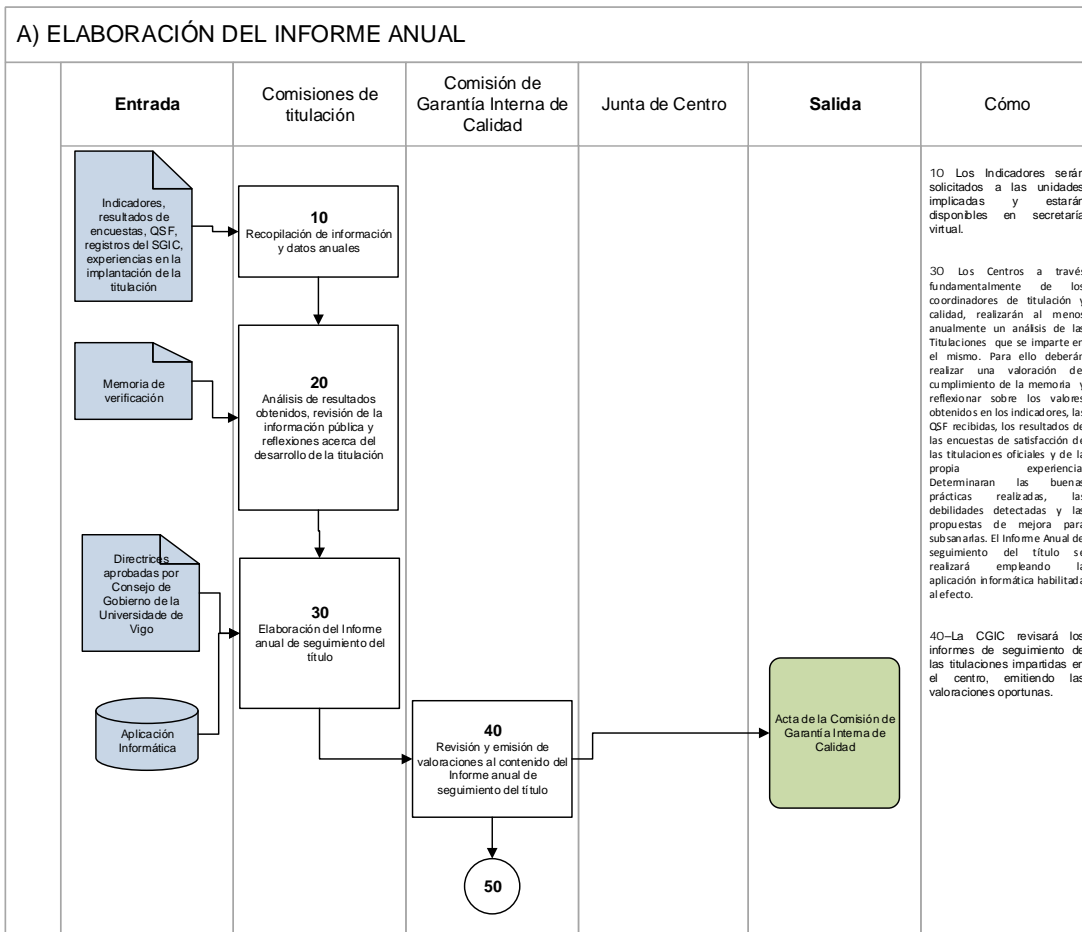 A) ELABORACIÓN DEL INFORME ANUAL
Entrada
Comisiones de
titulación
Comisión de
Garantía Interna de
Calidad
Junta de Centro
Salida
Cómo
Indicadores,
resultados de
encuestas, QSF,
registros del SGIC,
experiencias en la
implantación de la
titulación
10
Recopilación de información
y datos anuales
Memoria de
verificación
20
Análisis de resultados
obtenidos, revisión de la
información pública y
reflexiones acerca del
desarrollo de la titulación
Directrices
aprobadas por
Consejo de
Gobierno de la
Universidade de
Vigo
Aplicación
Informática
30
Elaboración del Informe
anual de seguimiento del
título
40
Revisión y emisión de
valoraciones al contenido del
Informe anual de
seguimiento del título
50
Acta de la Comisión de
Garantía Interna de
Calidad
10 Los Indicadores serán
solicitados a las unidades
implicadas y estarán
disponibles en secretaría
virtual.
30 Los Centros a través
fundamentalmente de los
coordinadores de titulación y
calidad, realizarán al menos
anualmente un análisis de las
Titulaciones que se imparte en
el mismo. Para ello deberán
realizar una valoración de
cumplimiento de la memoria y
reflexionar sobre los valores
obtenidos en los indicadores, las
QSF recibidas, los resultados de
las encuestas de satisfacción de
las titulaciones oficiales y de la
propia experiencia
Determinaran las buenas
prácticas realizadas, las
debilidades detectadas y las
propuestas de mejora para
subsanarlas. El Informe Anual de
seguimiento del título se
realizará empleando la
aplicación informática habilitada
al efecto.
40–La CGIC revisará los
informes de seguimiento de
las titulaciones impartidas en
el centro, emitiendo las
valoraciones oportunas.